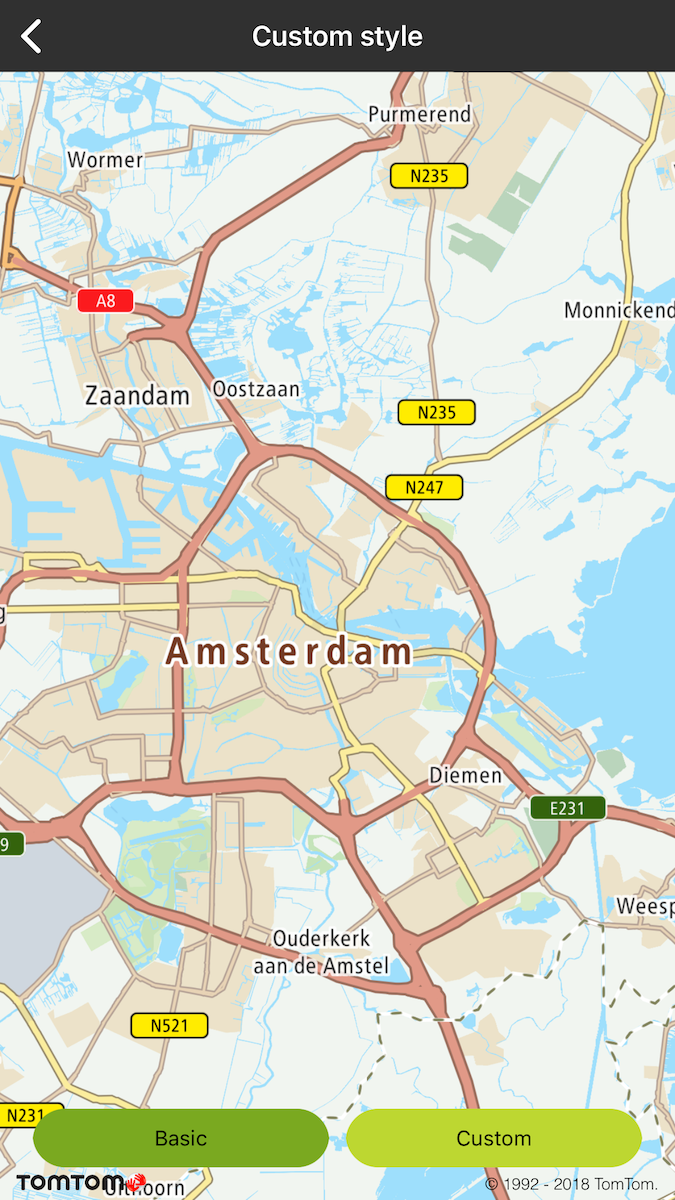 Custom style
Purmerend
Wormer
N235
A8
Monnickend
Zaandam
Oostzaan
N235
N247
g
Amsterdam
Diemen
E231
9
Weesp
Ouderkerk
aan de Amstel
N521
N231
Basic
Custom
TOMTOM
Uithoorn
© 1992 - 2018 TomTom.